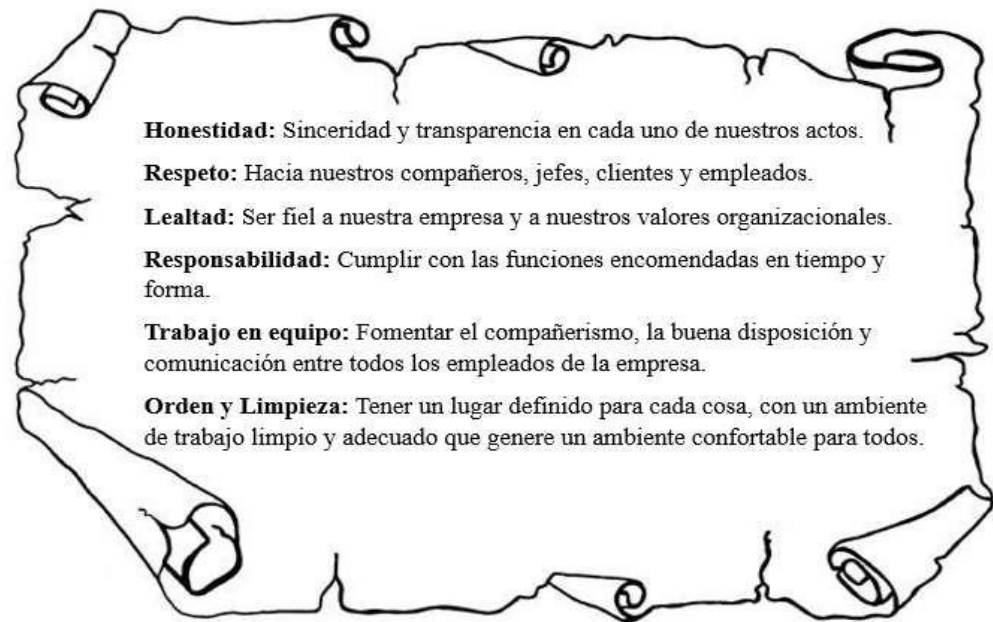 Honestidad: Sinceridad y transparencia en cada uno de nuestros actos.
Respeto: Hacia nuestros compañeros, jefes, clientes y empleados.
Lealtad: Ser fiel a nuestra empresa y a nuestros valores organizacionales.
Responsabilidad: Cumplir con las funciones encomendadas en tiempo y
forma.
Trabajo en equipo: Fomentar el compañerismo, la buena disposición y
comunicación entre todos los empleados de la empresa.
Orden y Limpieza: Tener un lugar definido para cada cosa, con un ambiente
de trabajo limpio y adecuado que genere un ambiente confortable para todos.